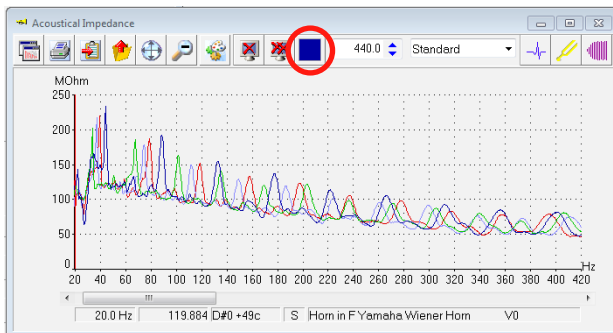 Acoustical Impedance
440.0 Standard
MOhm
250
200
150
100
50
0
20 40 60 80 100 120 140 160 180 200 220 240 260 280 300 320 340 360 380 400 420 Hz
20.0 Hz 119.884 D#0 +49c S Horn in F Yamaha Wiener Horn V0